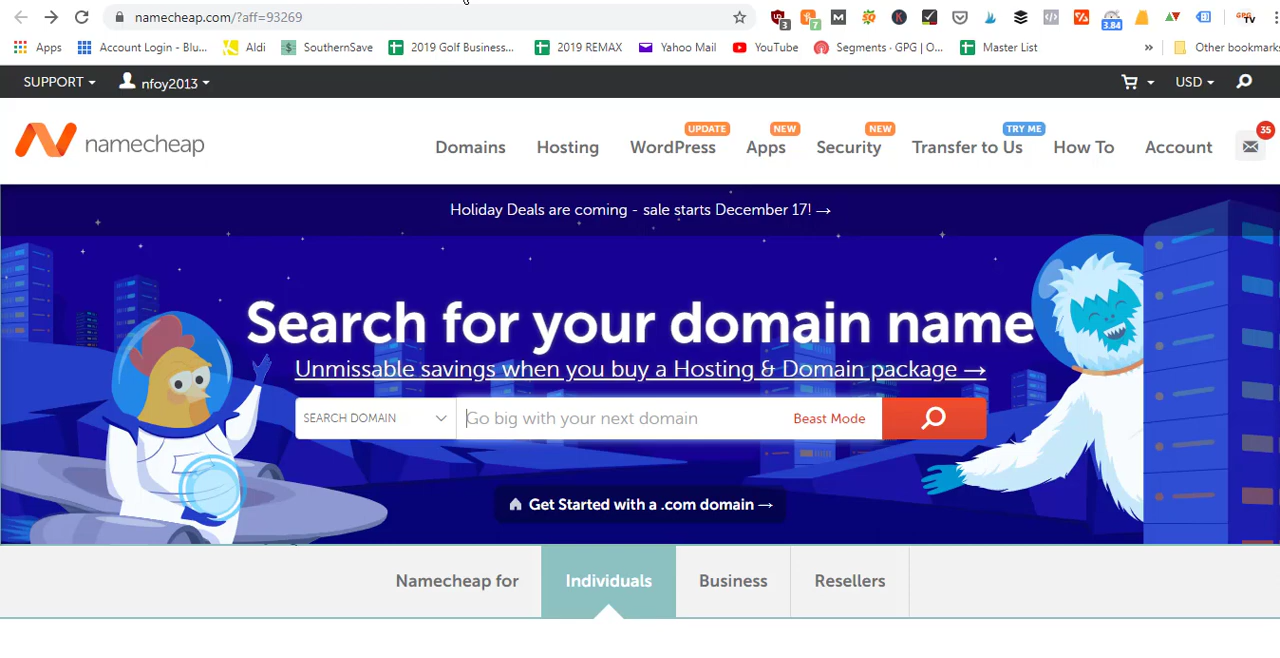 namecheap.com/?aff=93269
3
7
3.84
Apps
Account Login - Blu...
Aldi
SouthernSave
2019 Golf Business...
2019 REMAX
Yahoo Mail
YouTube
Segments · GPG | O...
Master List
»
Other bookmarks
SUPPORT
nfoy2013
USD
namecheap
Domains
Hosting
UPDATE
WordPress
NEW
Apps
NEW
Security
TRY ME
Transfer to Us
How To
Account
35
Holiday Deals are coming - sale starts December 17! →
Search for your domain name
Unmissable savings when you buy a Hosting & Domain package →
SEARCH DOMAIN
Go big with your next domain
Beast Mode
Get Started with a .com domain →
Namecheap for
Individuals
Business
Resellers